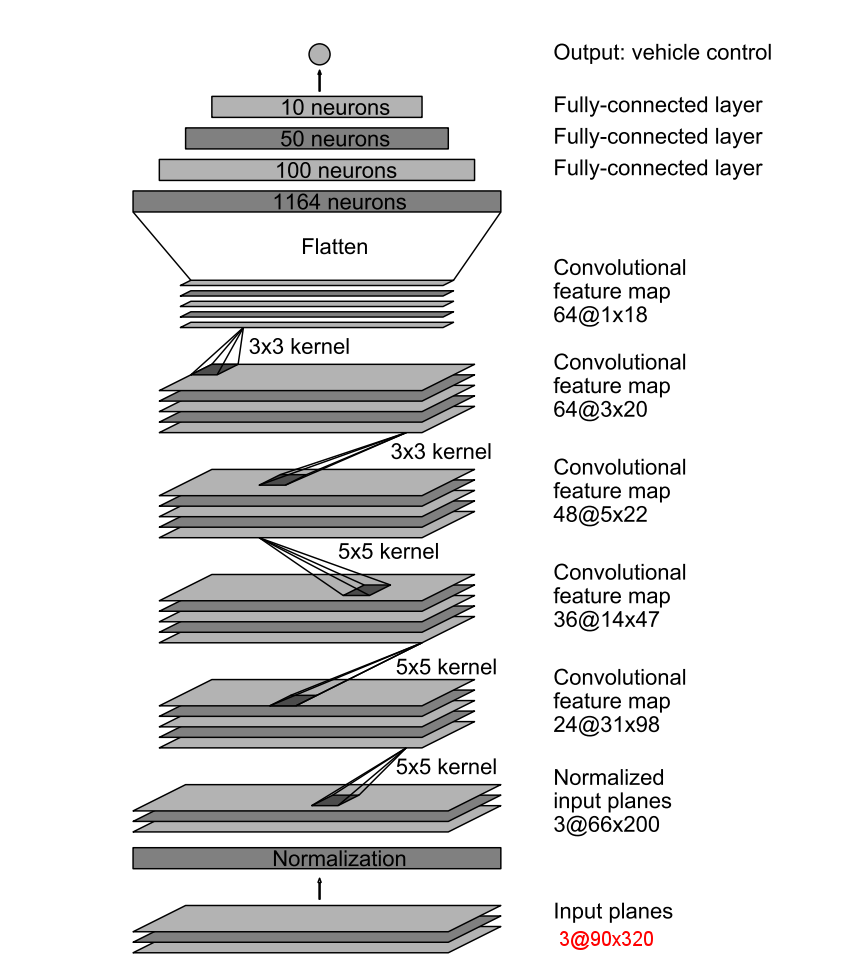 Output: vehicle control
10 neurons
Fully-connected layer
50 neurons
Fully-connected layer
100 neurons
Fully-connected layer
1164 neurons
Flatten
Convolutional
feature map
64@1x18
3x3 kernel
Convolutional
feature map
64@3x20
3x3 kernel
Convolutional
feature map
48@5x22
5x5 kernel
Convolutional
feature map
36@14x47
5x5 kernel
Convolutional
feature map
24@31x98
5x5 kernel
Normalized
input planes
3@66x200
Normalization
Input planes
3@90x320